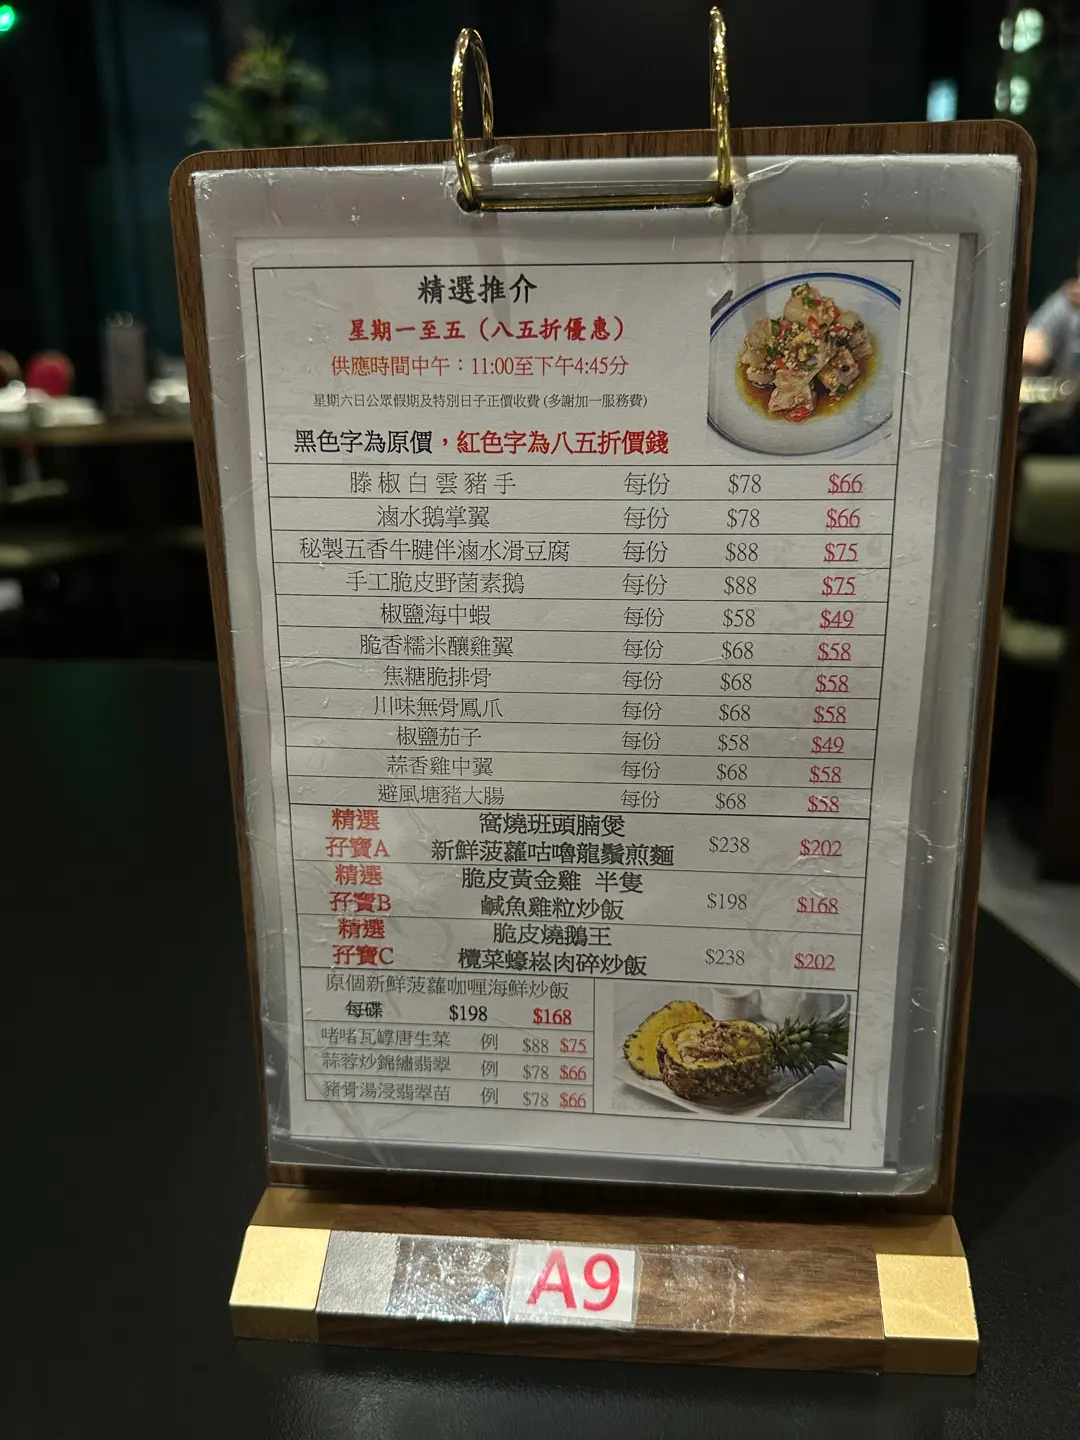 精選推介
星期一至五（八五折優惠）
供應時間中午：11:00至下午4:45分
星期六日公眾假期及特別日子正價收費 (多謝加一服務費)
黑色字為原價，紅色字為八五折價錢
滕椒白雲豬手 每份 $78 $66
滷水鵝掌翼 每份 $78 $66
秘製五香牛腱伴滷水滑豆腐 每份 $88 $75
手工脆皮野菌素鵝 每份 $88 $75
椒鹽海中蝦 每份 $58 $49
脆香糯米釀雞翼 每份 $68 $58
焦糖脆排骨 每份 $68 $58
川味無骨鳳爪 每份 $68 $58
椒鹽茄子 每份 $58 $49
蒜香雞中翼 每份 $68 $58
避風塘豬大腸 每份 $68 $58
精選 窩燒班頭腩煲
孖寶A 新鮮菠蘿咕嚕龍鬚煎麵 $238 $202
精選 脆皮黃金雞 半隻
孖寶B 鹹魚雞粒炒飯 $198 $168
精選 脆皮燒鵝王
孖寶C 欖菜蠔崧肉碎炒飯 $238 $202
原個新鮮菠蘿咖喱海鮮炒飯
每碟 $198 $168
啫啫瓦罉唐生菜 例 $88 $75
蒜蓉炒錦繡翡翠 例 $78 $66
豬骨湯浸翡翠苗 例 $78 $66
A9